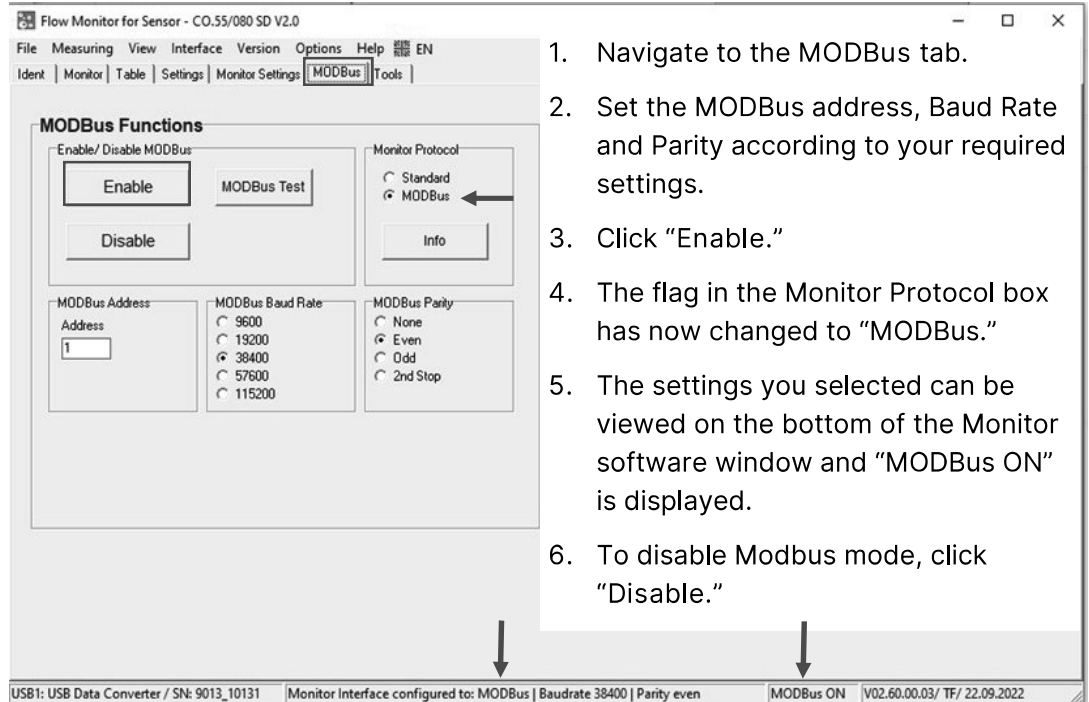 Flow Monitor for Sensor - CO.55/080 SD V2.0
File Measuring View Interface Version Options Help EN
Ident Monitor Table Settings Monitor Settings MODBus Tools
MODBus Functions
Enable/ Disable MODBus
Monitor Protocol
Enable
MODBus Test
Standard
MODBus
Disable
Info
MODBus Address
MODBus Baud Rate
MODBus Parity
Address
1
9600
19200
38400
57600
115200
None
Even
Odd
2nd Stop
1. Navigate to the MODBus tab.
2. Set the MODBus address, Baud Rate
and Parity according to your required
settings.
3. Click “Enable.”
4. The flag in the Monitor Protocol box
has now changed to “MODBus.”
5. The settings you selected can be
viewed on the bottom of the Monitor
software window and “MODBus ON”
is displayed.
6. To disable Modbus mode, click
“Disable.”
USB1: USB Data Converter / SN: 9013_10131 Monitor Interface configured to: MODBus | Baudrate 38400 | Parity even MODBus ON V02.60.00.03/ TF/ 22.09.2022